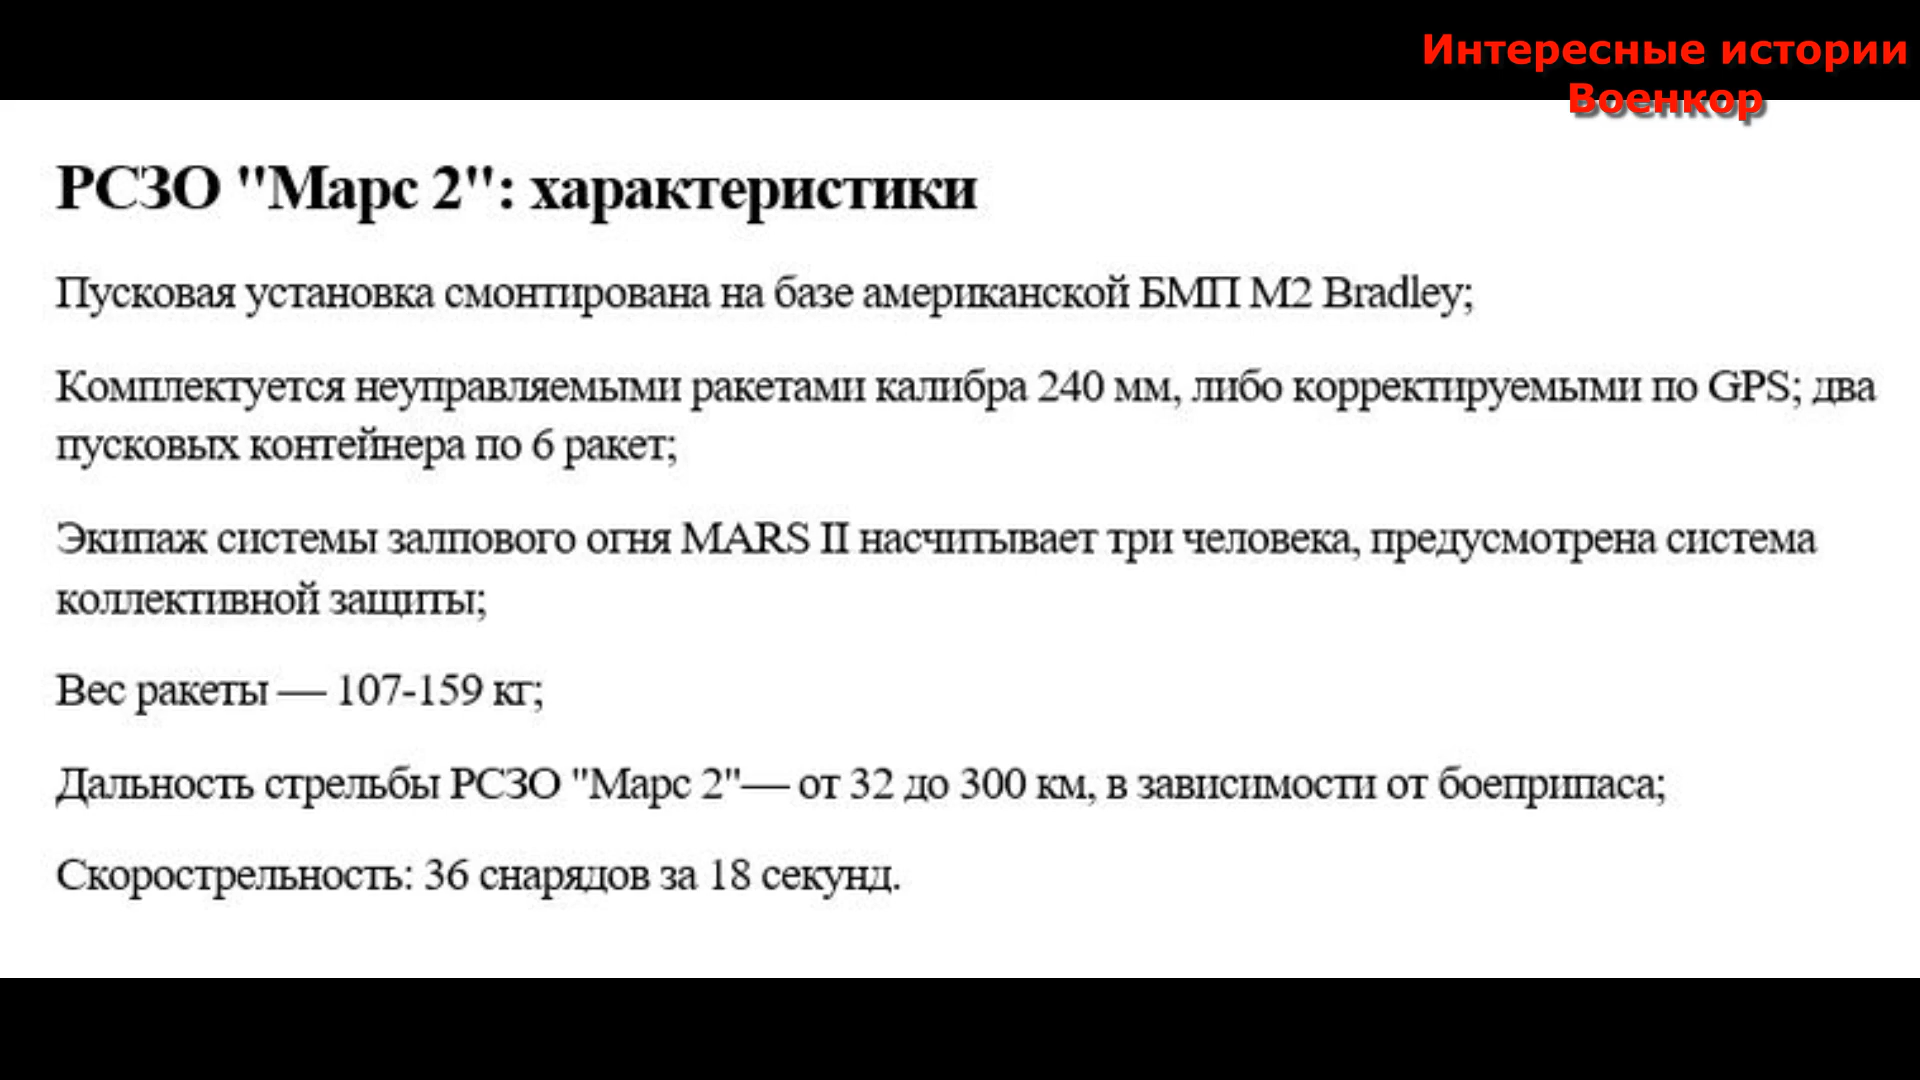 Интересные истории
Военкор
РСЗО "Марс 2": характеристики
Пусковая установка смонтирована на базе американской БМП M2 Bradley;
Комплектуется неуправляемыми ракетами калибра 240 мм, либо корректируемыми по GPS; два
пусковых контейнера по 6 ракет;
Экипаж системы залпового огня MARS II насчитывает три человека, предусмотрена система
коллективной защиты;
Вес ракеты — 107-159 кг;
Дальность стрельбы РСЗО "Марс 2"— от 32 до 300 км, в зависимости от боеприпаса;
Скорострельность: 36 снарядов за 18 секунд.